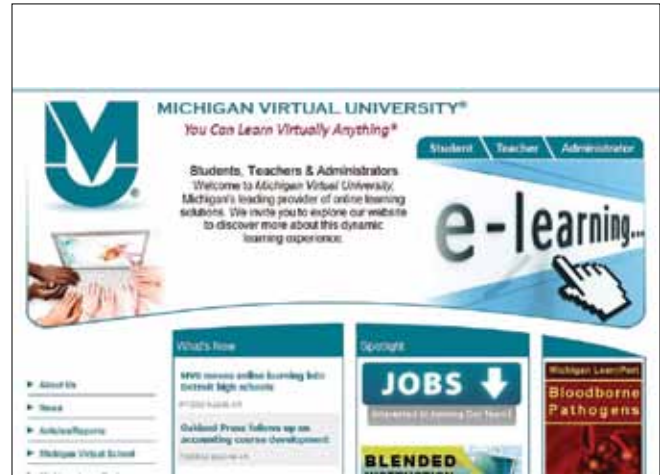 MICHIGAN VIRTUAL UNIVERSITY®
You Can Learn Virtually Anything®
Student Teacher Administrator
Students, Teachers & Administrators
Welcome to Michigan Virtual University,
Michigan's leading provider of online learning
solutions. We invite you to explore our website
to discover more about this dynamic
learning experience.
e-learning...
What's New
MVU moves online learning into
Detroit high schools
Oakland Press follows up on
accounting course development
Spotlight
JOBS
Interested in Joining Our Team?
BLENDED
Michigan LearnPort
Bloodborne
Pathogens
About Us
News
Articles/Reports
Michigan Virtual School